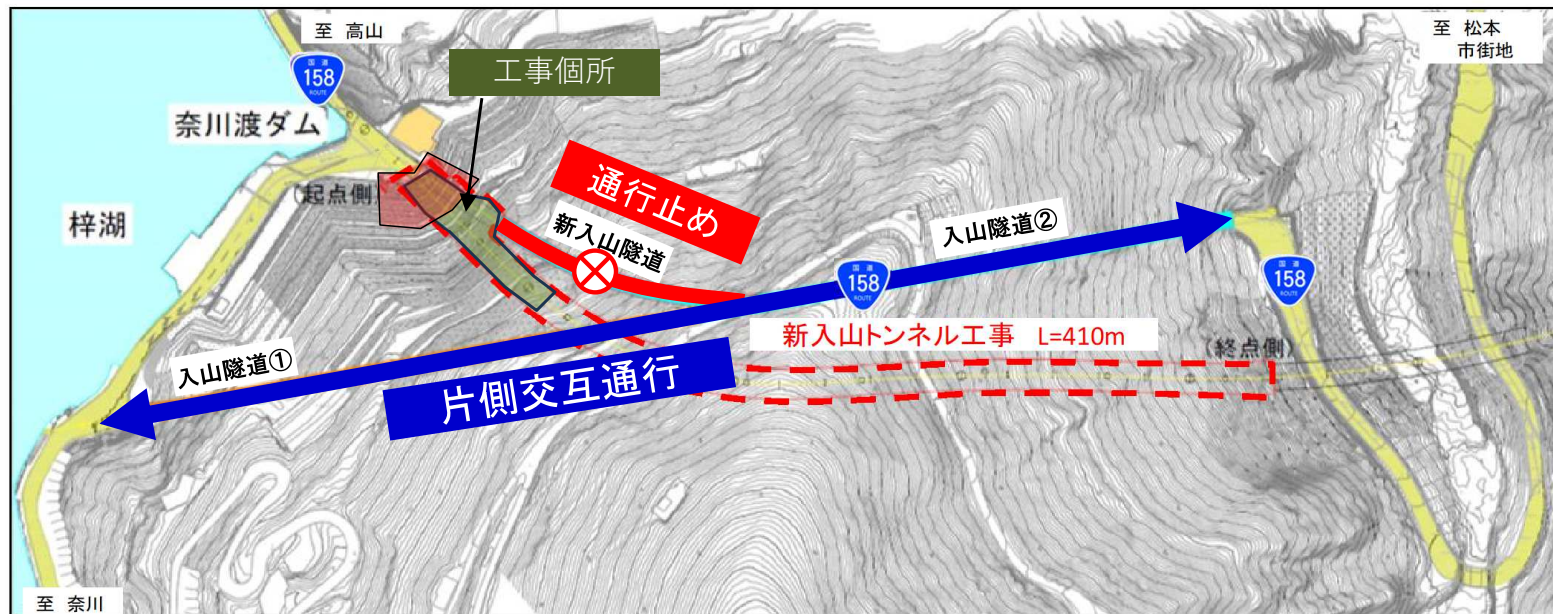 至 高山
至 松本
市街地
国道
158
ROUTE
工事個所
奈川渡ダム
(起点側)
通行止め
新入山隧道
梓湖
入山隧道②
国道
158
ROUTE
国道
158
ROUTE
新入山トンネル工事 L=410m
(終点側)
入山隧道①
片側交互通行
至 奈川